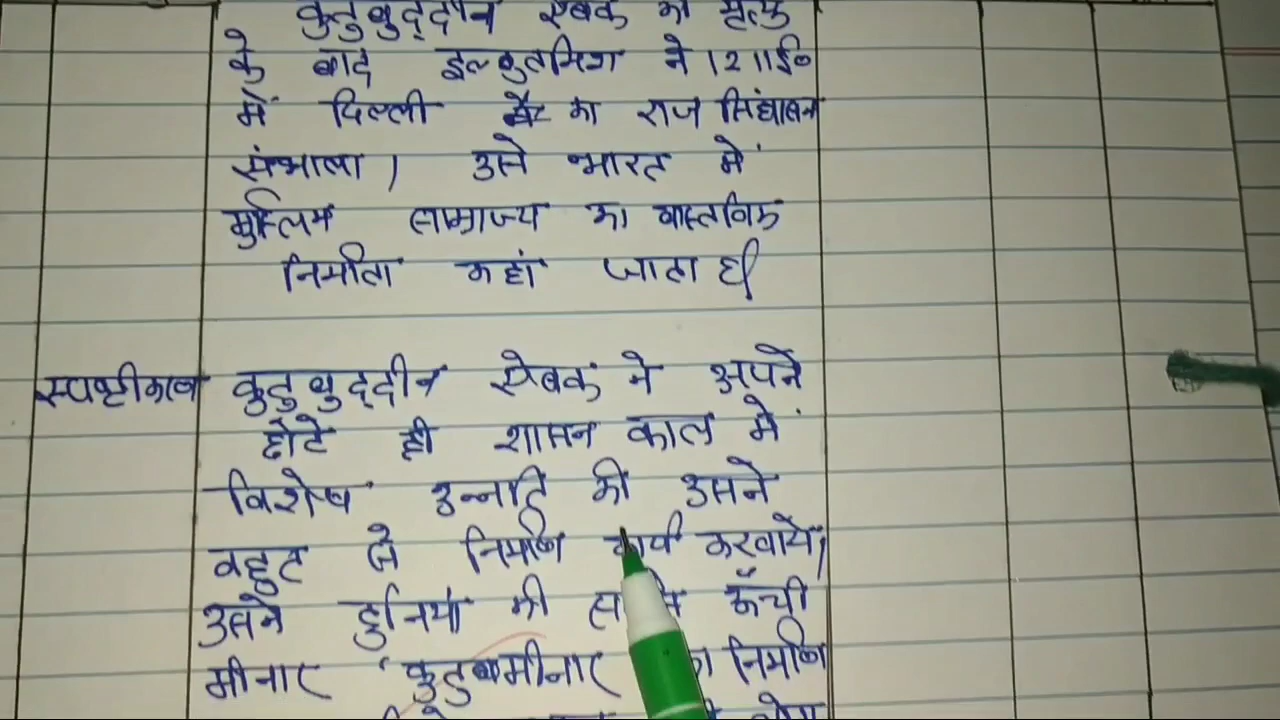 कुतुबुद्दीन ऐबक की मृत्यु
के बाद इल्तुतमिश ने 1211ई०
में दिल्ली का राज सिंघासन
संभाला। उसे भारत में
मुस्लिम साम्राज्य का वास्तविक
निर्माता कहां जाता है।
स्पष्टीकरण कुतुबुद्दीन ऐबक ने अपने
छोटे ही शासन काल में
विशेष उन्नति की उसने
बहुत से निर्माण कार्य करवायें।
उसने दुनियां की सबसे ऊँची
मीनार 'कुतुबमीनार का निर्माण